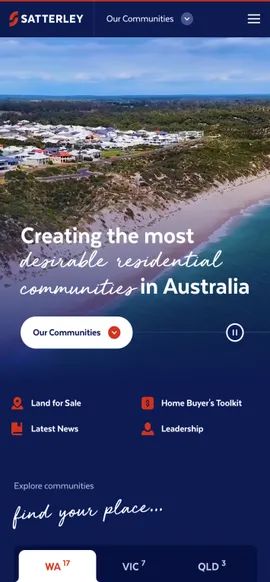 SATTERLEY
Our Communities
Creating the most
desirable residential
communities in Australia
Our Communities
Land for Sale
Home Buyer's Toolkit
Latest News
Leadership
Explore communities
find your place...
WA 17
VIC 7
QLD 3